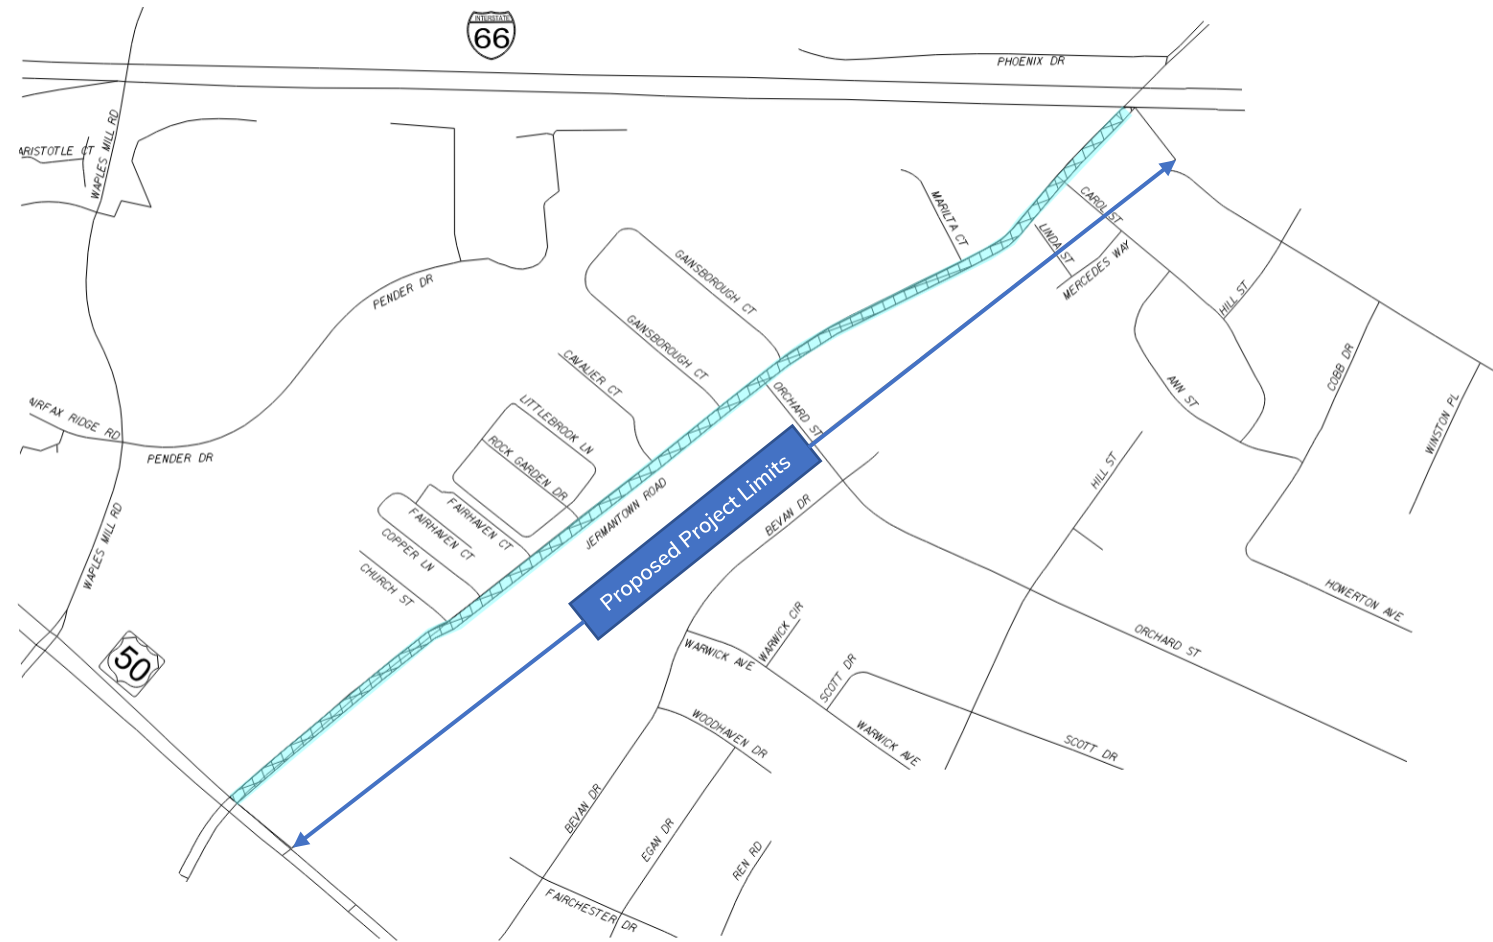 INTERSTATE
66
PHOENIX DR
WAPLES MILL RD
ARISTOTLE CT
MARILTA CT
CAROL ST
LINDA ST
MERCEDES WAY
HILL ST
GAINSBOROUGH CT
GAINSBOROUGH CT
PENDER DR
CAVALIER CT
COBB DR
ANN ST
WINSTON PL
LITTLEBROOK LN
ORCHARD ST
AIRFAX RIDGE RD
PENDER DR
ROCK GARDEN DR
HILL ST
JERMANTOWN ROAD
Proposed Project Limits
BEVAN DR
FAIRHAVEN CT
FAIRHAVEN CT
COPPER LN
CHURCH ST
WAPLES MILL RD
HOWERTON AVE
50
WARWICK CIR
WARWICK AVE
ORCHARD ST
SCOTT DR
WOODHAVEN DR
WARWICK AVE
SCOTT DR
BEVAN DR
EGAN DR
REN RD
FAIRCHESTER DR